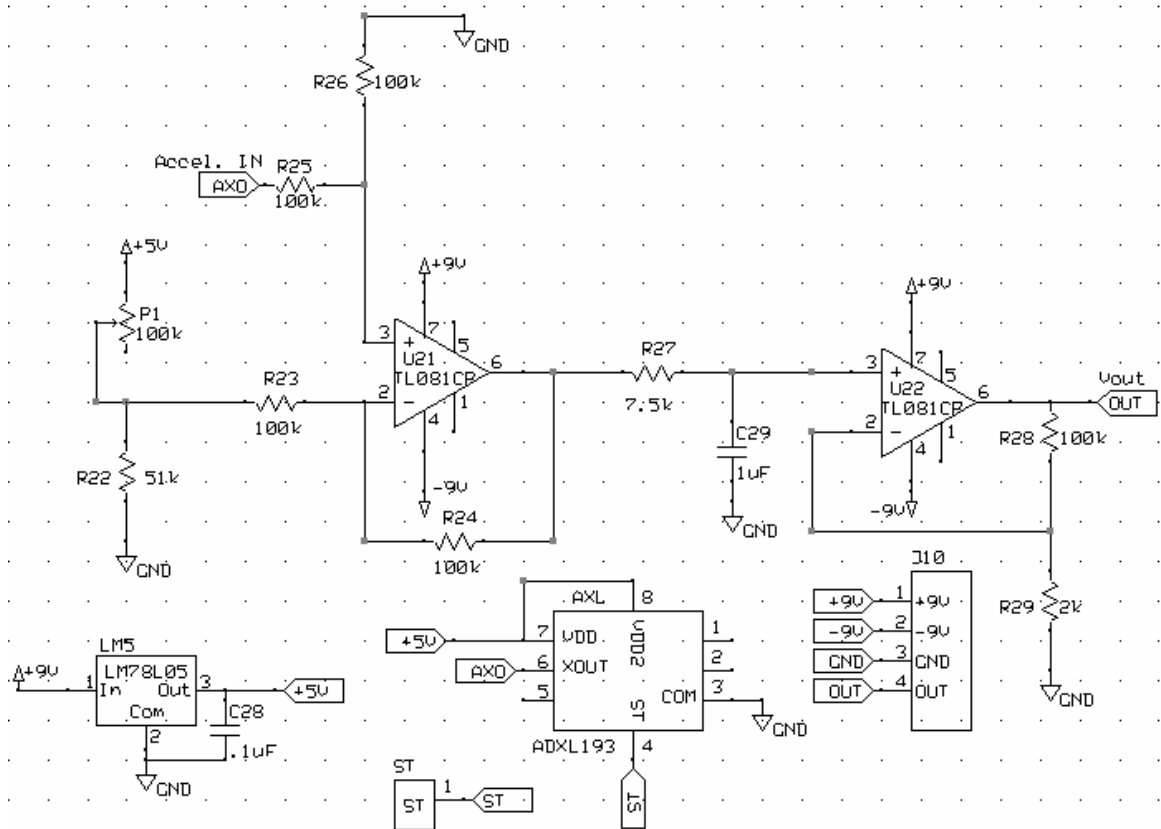 GND
R26
100k
Accel. IN
R25
AXO
100k
+5V
+9V
P1
100k
3
+
7
5
U21
TL081CP
6
2
-
4
1
-9V
R23
100k
R22
51k
GND
R24
100k
R27
7.5k
C29
1uF
GND
+9V
3
+
7
5
U22
TL081CP
6
2
-
4
1
-9V
Vout
OUT
R28
100k
R29
2k
GND
J10
+9V
1
+9V
-9V
2
-9V
GND
3
GND
OUT
4
OUT
LM5
+9V
LM78L05
1
In
Out
3
+5V
Com
2
C28
.1uF
GND
AXL
8
+5V
7
VDD
VDD2
1
AXO
6
XOUT
2
5
ST
COM
3
GND
ADXL193
4
ST
ST
ST
1
ST